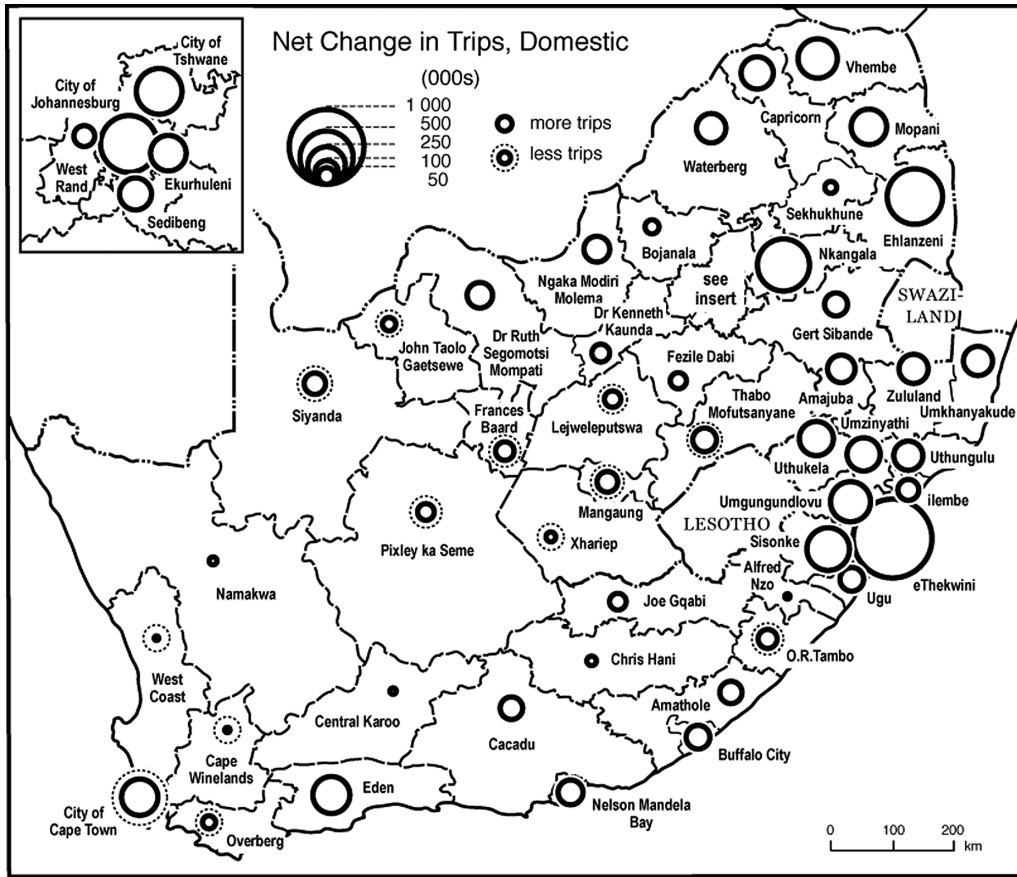 Net Change in Trips, Domestic
(000s)
1 000
500
250
100
50
more trips
less trips
City of
Tshwane
City of
Johannesburg
West
Rand
Ekurhuleni
Sedibeng
Vhembe
Capricorn
Mopani
Waterberg
Sekhukhune
Ehlanzeni
Bojanala
Nkangala
Ngaka Modiri
Molema
see
insert
SWAZI-
LAND
Dr Kenneth
Kaunda
Gert Sibande
John Taolo
Gaetsewe
Dr Ruth
Segomotsi
Mompati
Fezile Dabi
Siyanda
Frances
Baard
Lejweleputswa
Thabo
Mofutsanyane
Amajuba
Zululand
Umkhanyakude
Umzinyathi
Uthukela
Uthungulu
Mangaung
Umgungundlovu
ilembe
Pixley ka Seme
Xhariep
LESOTHO
Sisonke
Alfred
Nzo
eThekwini
Ugu
Namakwa
Joe Gqabi
Chris Hani
O.R.Tambo
West
Coast
Central Karoo
Amathole
Cacadu
Buffalo City
Cape
Winelands
Eden
City of
Cape Town
Overberg
Nelson Mandela
Bay
0 100 200
km